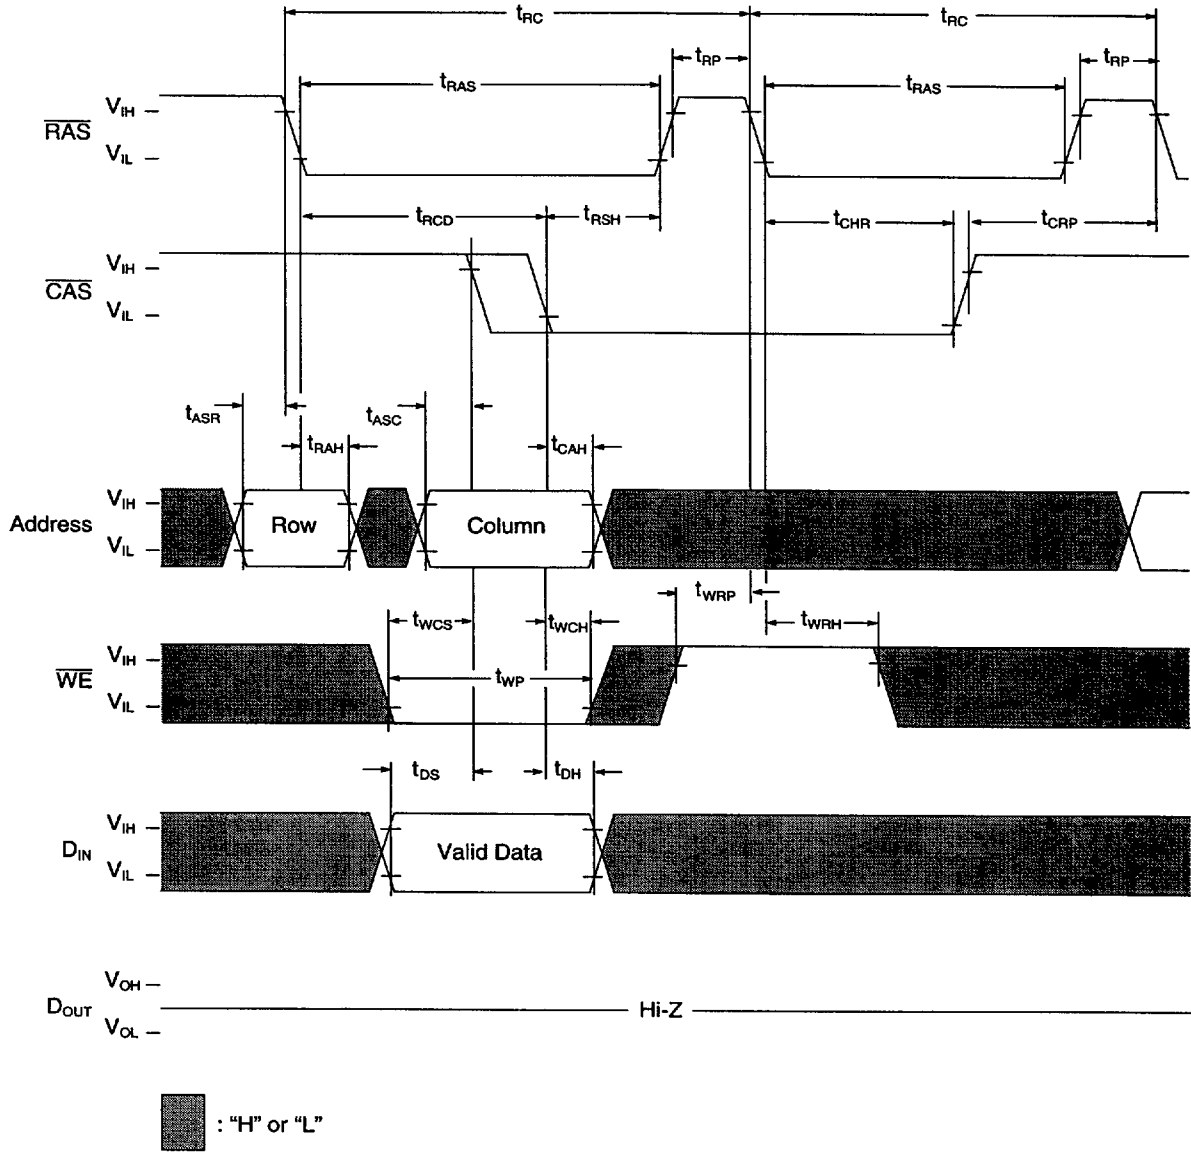 tRC tRC
tRP tRP
tRAS tRAS
RAS
VIH
VIL
tRCD tRSH tCHR tCRP
CAS
VIH
VIL
tASR tASC
tRAH tCAH
Address
VIH
VIL
Row Column
tWRP
tWCS tWCH tWRH
WE
VIH
VIL
tWP
tDS tDH
DIN
VIH
VIL
Valid Data
DOUT
VOH
VOL
Hi-Z
: “H” or “L”